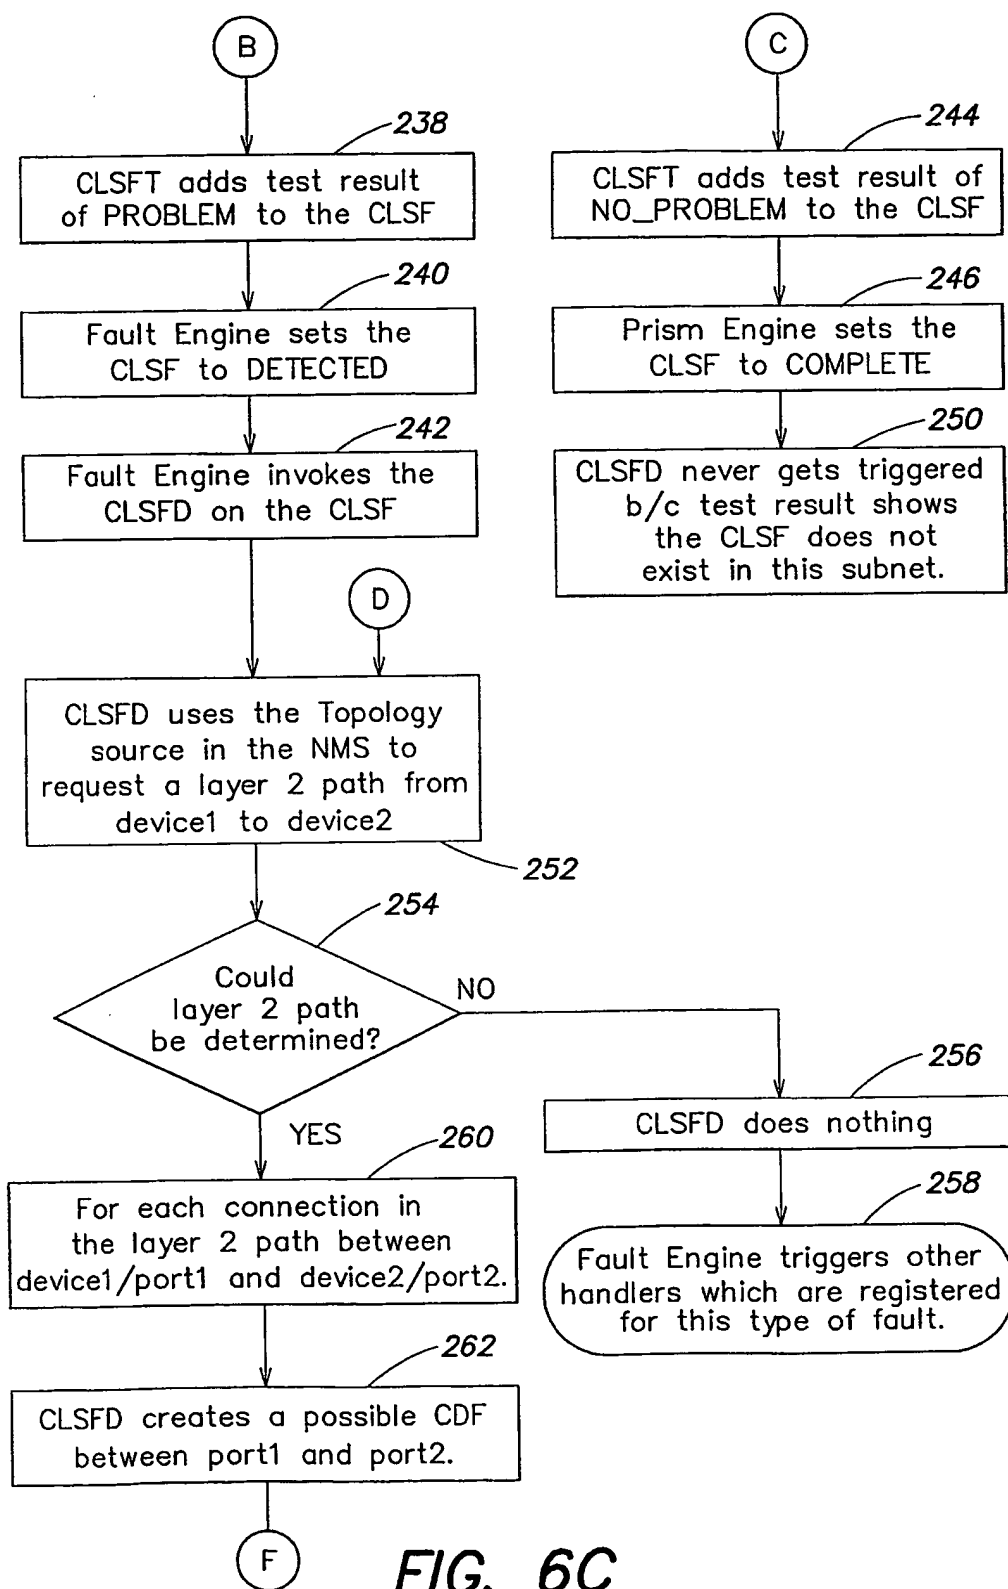 B
238
CLSFT adds test result
of PROBLEM to the CLSF
240
Fault Engine sets the
CLSF to DETECTED
242
Fault Engine invokes the
CLSFD on the CLSF
C
244
CLSFT adds test result of
NO_PROBLEM to the CLSF
246
Prism Engine sets the
CLSF to COMPLETE
250
CLSFD never gets triggered
b/c test result shows
the CLSF does not
exist in this subnet.
D
CLSFD uses the Topology
source in the NMS to
request a layer 2 path from
device1 to device2
252
254
Could
layer 2 path
be determined?
NO
YES
256
CLSFD does nothing
258
Fault Engine triggers other
handlers which are registered
for this type of fault.
260
For each connection in
the layer 2 path between
device1/port1 and device2/port2.
262
CLSFD creates a possible CDF
between port1 and port2.
F
FIG. 6C